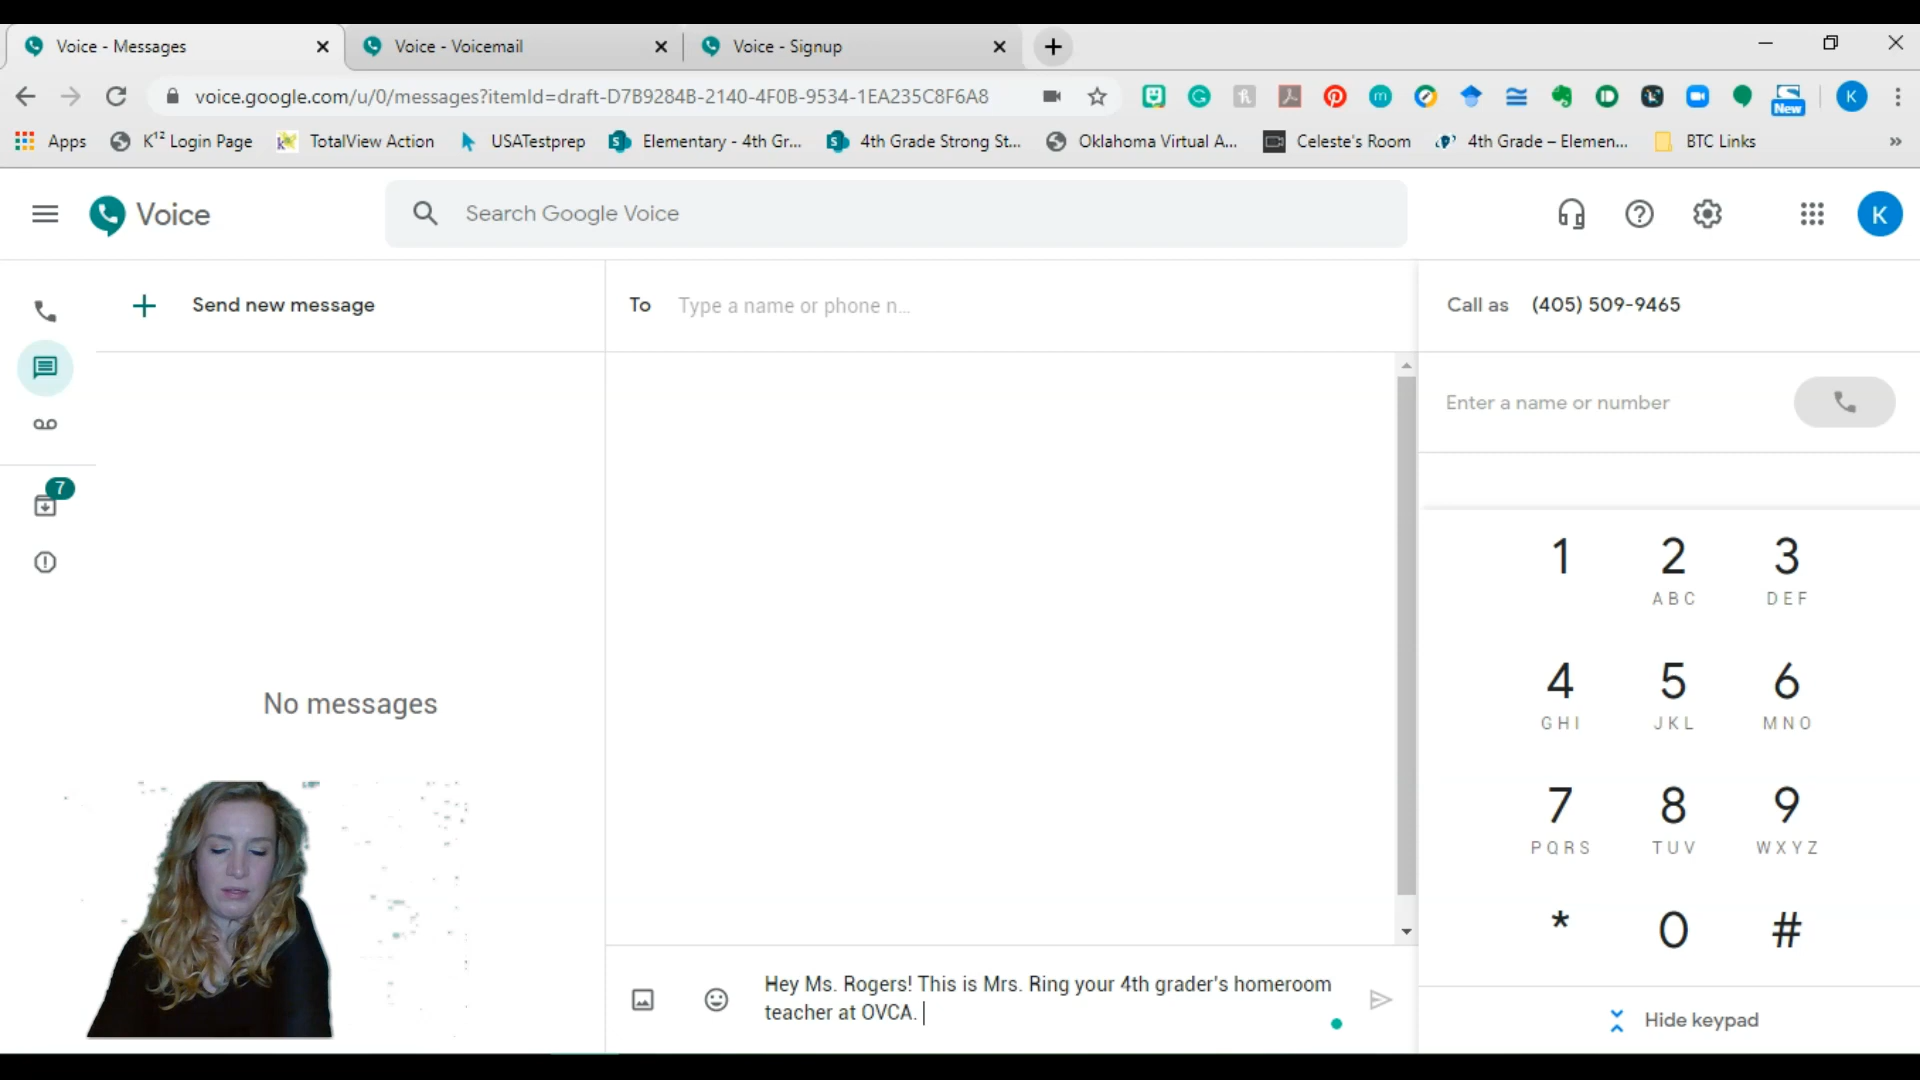 Voice - Messages
Voice - Voicemail
Voice - Signup
voice.google.com/u/0/messages?itemId=draft-D7B9284B-2140-4F0B-9534-1EA235C8F6A8
New
K
Apps
K¹² Login Page
TotalView Action
USATestprep
Elementary - 4th Gr...
4th Grade Strong St...
Oklahoma Virtual A...
Celeste's Room
4th Grade – Elemen...
BTC Links
Voice
Search Google Voice
K
Send new message
To Type a name or phone n...
Call as (405) 509-9465
Enter a name or number
7
No messages
1 2 3
ABC DEF
4 5 6
GHI JKL MNO
7 8 9
PQRS TUV WXYZ
* 0 #
Hey Ms. Rogers! This is Mrs. Ring your 4th grader's homeroom
teacher at OVCA.
Hide keypad